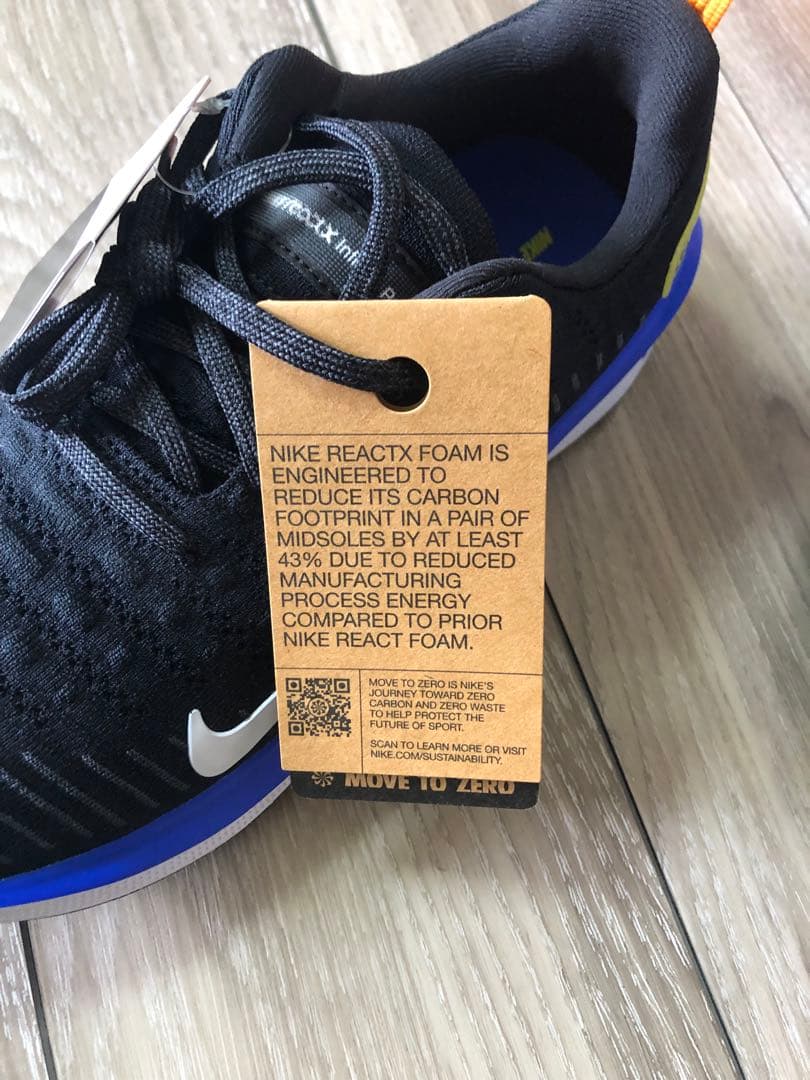 reactX
NIKE REACTX FOAM IS
ENGINEERED TO
REDUCE ITS CARBON
FOOTPRINT IN A PAIR OF
MIDSOLES BY AT LEAST
43% DUE TO REDUCED
MANUFACTURING
PROCESS ENERGY
COMPARED TO PRIOR
NIKE REACT FOAM.
MOVE TO ZERO IS NIKE'S
JOURNEY TOWARD ZERO
CARBON AND ZERO WASTE
TO HELP PROTECT THE
FUTURE OF SPORT.
SCAN TO LEARN MORE OR VISIT
NIKE.COM/SUSTAINABILITY.
MOVE TO ZERO